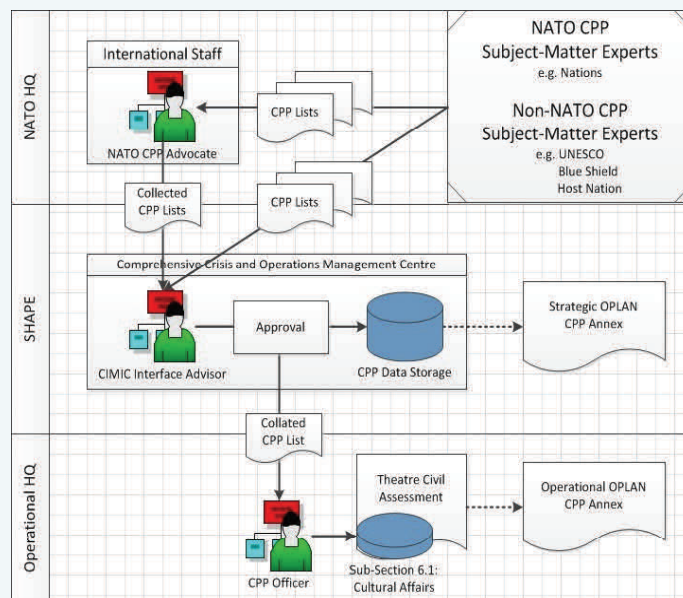 NATO HQ
International Staff
NATO CPP Advocate
CPP Lists
NATO CPP
Subject-Matter Experts
e.g. Nations
Non-NATO CPP
Subject-Matter Experts
e.g. UNESCO
Blue Shield
Host Nation
Collected
CPP Lists
CPP Lists
SHAPE
Comprehensive Crisis and Operations Management Centre
CIMIC Interface Advisor
Approval
CPP Data Storage
Strategic OPLAN
CPP Annex
Collated
CPP List
Operational HQ
CPP Officer
Theatre Civil
Assessment
Sub-Section 6.1:
Cultural Affairs
Operational OPLAN
CPP Annex